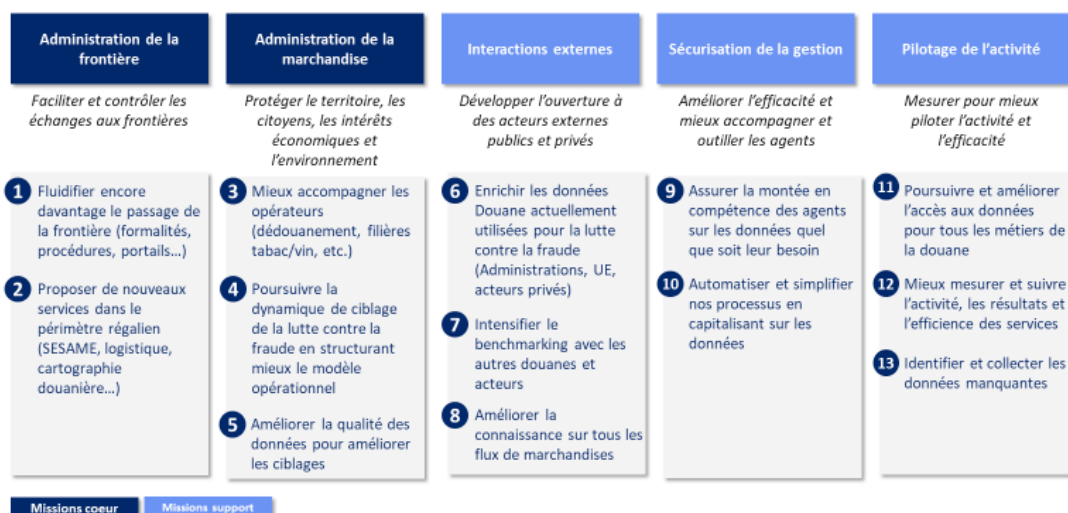 Administration de la
frontière
Administration de la
marchandise
Interactions externes
Sécurisation de la gestion
Pilotage de l'activité
Faciliter et contrôler les
échanges aux frontières
Protéger le territoire, les
citoyens, les intérêts
économiques et
l'environnement
Développer l'ouverture à
des acteurs externes
publics et privés
Améliorer l'efficacité et
mieux accompagner et
outiller les agents
Mesurer pour mieux
piloter l'activité et
l'efficacité
1 Fluidifier encore
davantage le passage de
la frontière (formalités,
procédures, portails…)
2 Proposer de nouveaux
services dans le
périmètre régalien
(SESAME, logistique,
cartographie
douanière…)
3 Mieux accompagner les
opérateurs
(dédouanement, filières
tabac/vin, etc.)
4 Poursuivre la
dynamique de ciblage
de la lutte contre la
fraude en structurant
mieux le modèle
opérationnel
5 Améliorer la qualité des
données pour améliorer
les ciblages
6 Enrichir les données
Douane actuellement
utilisées pour la lutte
contre la fraude
(Administrations, UE,
acteurs privés)
7 Intensifier le
benchmarking avec les
autres douanes et
acteurs
8 Améliorer la
connaissance sur tous les
flux de marchandises
9 Assurer la montée en
compétence des agents
sur les données quel
que soit leur besoin
10 Automatiser et simplifier
nos processus en
capitalisant sur les
données
11 Poursuivre et améliorer
l'accès aux données
pour tous les métiers de
la douane
12 Mieux mesurer et suivre
l'activité, les résultats et
l'efficience des services
13 Identifier et collecter les
données manquantes
Missions coeur
Missions support